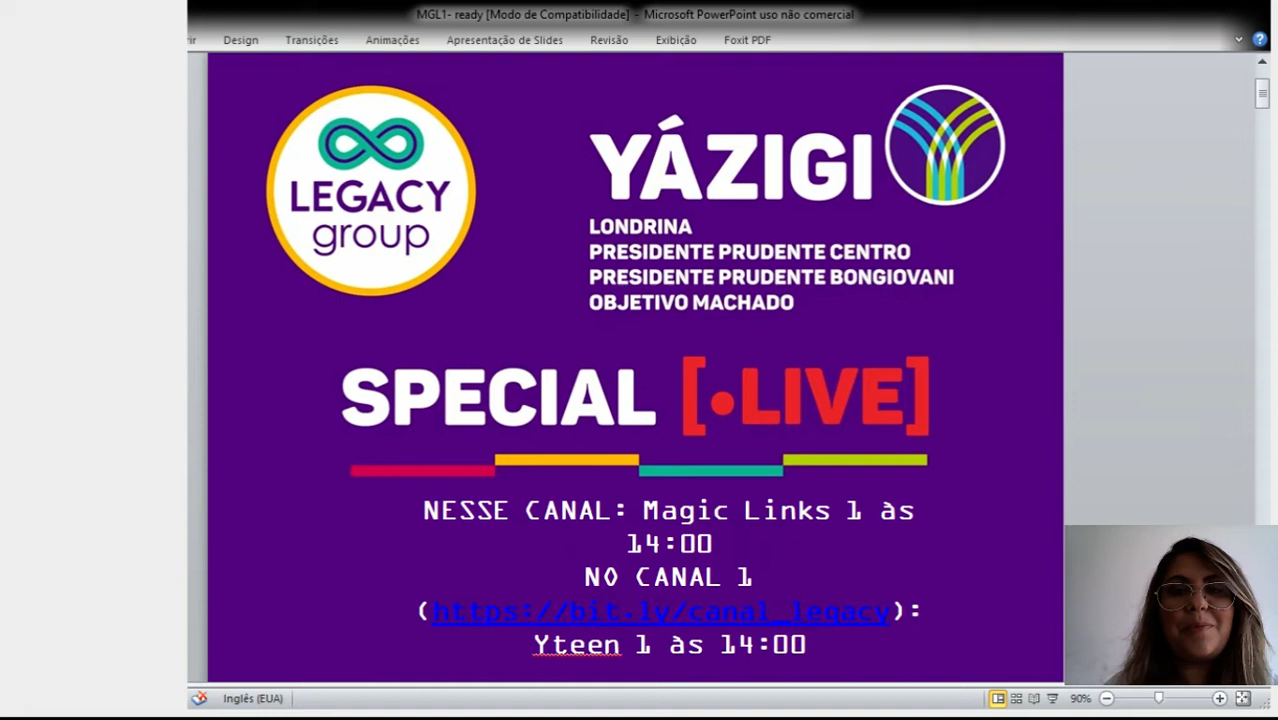 MGL1- ready [Modo de Compatibilidade] - Microsoft PowerPoint uso não comercial
rir Design Transições Animações Apresentação de Slides Revisão Exibição Foxit PDF
LEGACY
group
YÁZIGI
LONDRINA
PRESIDENTE PRUDENTE CENTRO
PRESIDENTE PRUDENTE BONGIOVANI
OBJETIVO MACHADO
SPECIAL [•LIVE]
NESSE CANAL: Magic Links 1 às
14:00
NO CANAL 1
(https://bit.ly/canal_legacy):
Yteen 1 às 14:00
Inglês (EUA)
90%